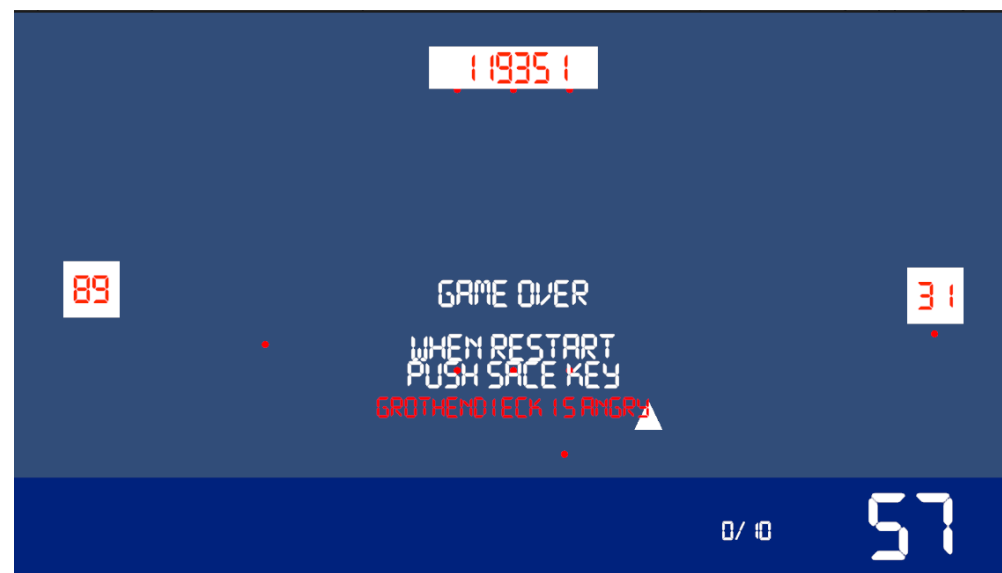 119351
89
GAME OVER
31
WHEN RESTART
PUSH SACE KEY
GROTHENDIECK IS ANGRY
0/10
57